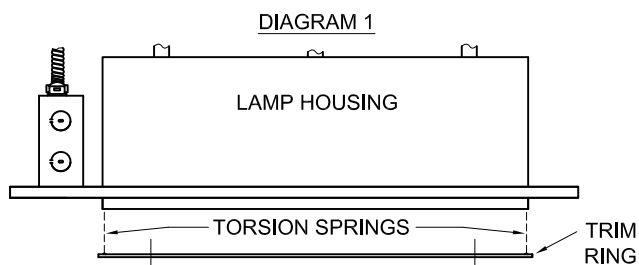 DIAGRAM 1
LAMP HOUSING
TORSION SPRINGS
TRIM
RING